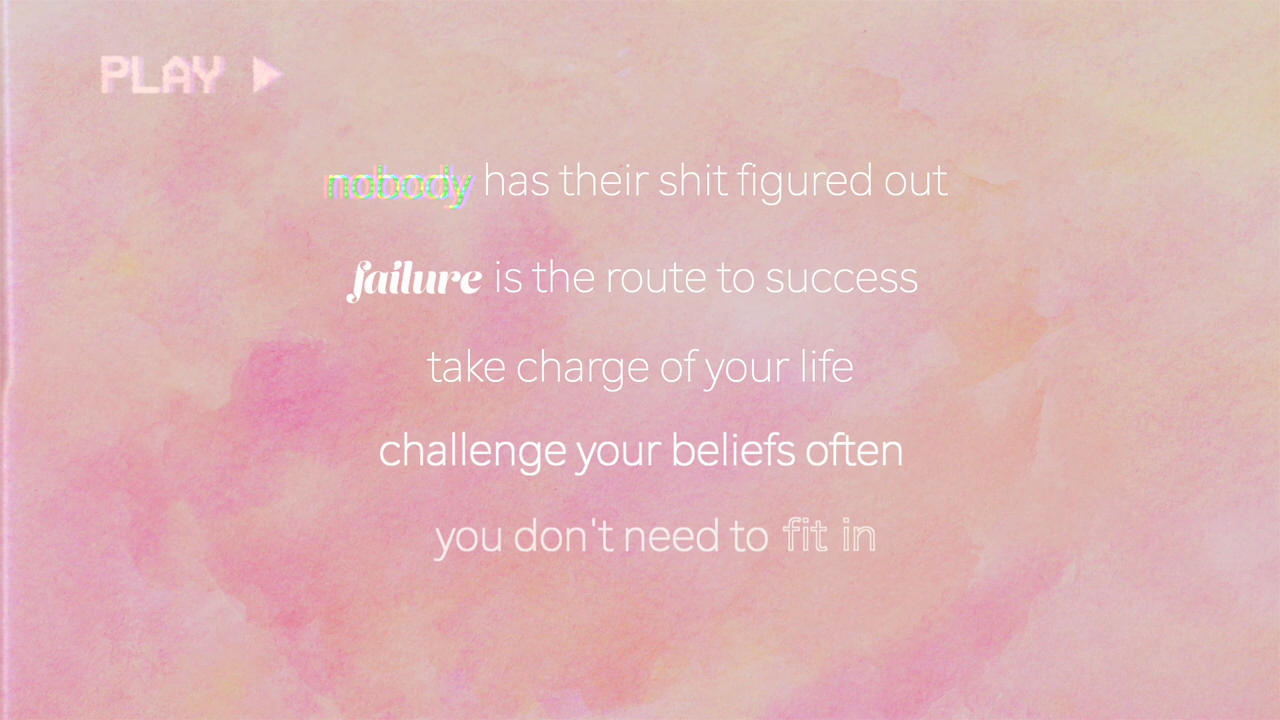 PLAY ▶
nobody has their shit figured out
failure is the route to success
take charge of your life
challenge your beliefs often
you don't need to fit in